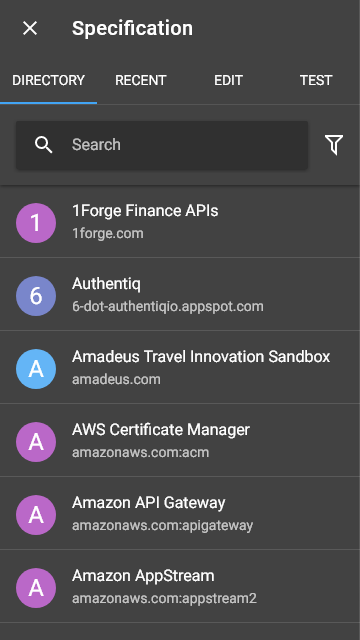 Specification
DIRECTORY RECENT EDIT TEST
Search
1
1Forge Finance APIs
1forge.com
6
Authentiq
6-dot-authentiqio.appspot.com
A
Amadeus Travel Innovation Sandbox
amadeus.com
A
AWS Certificate Manager
amazonaws.com:acm
A
Amazon API Gateway
amazonaws.com:apigateway
A
Amazon AppStream
amazonaws.com:appstream2